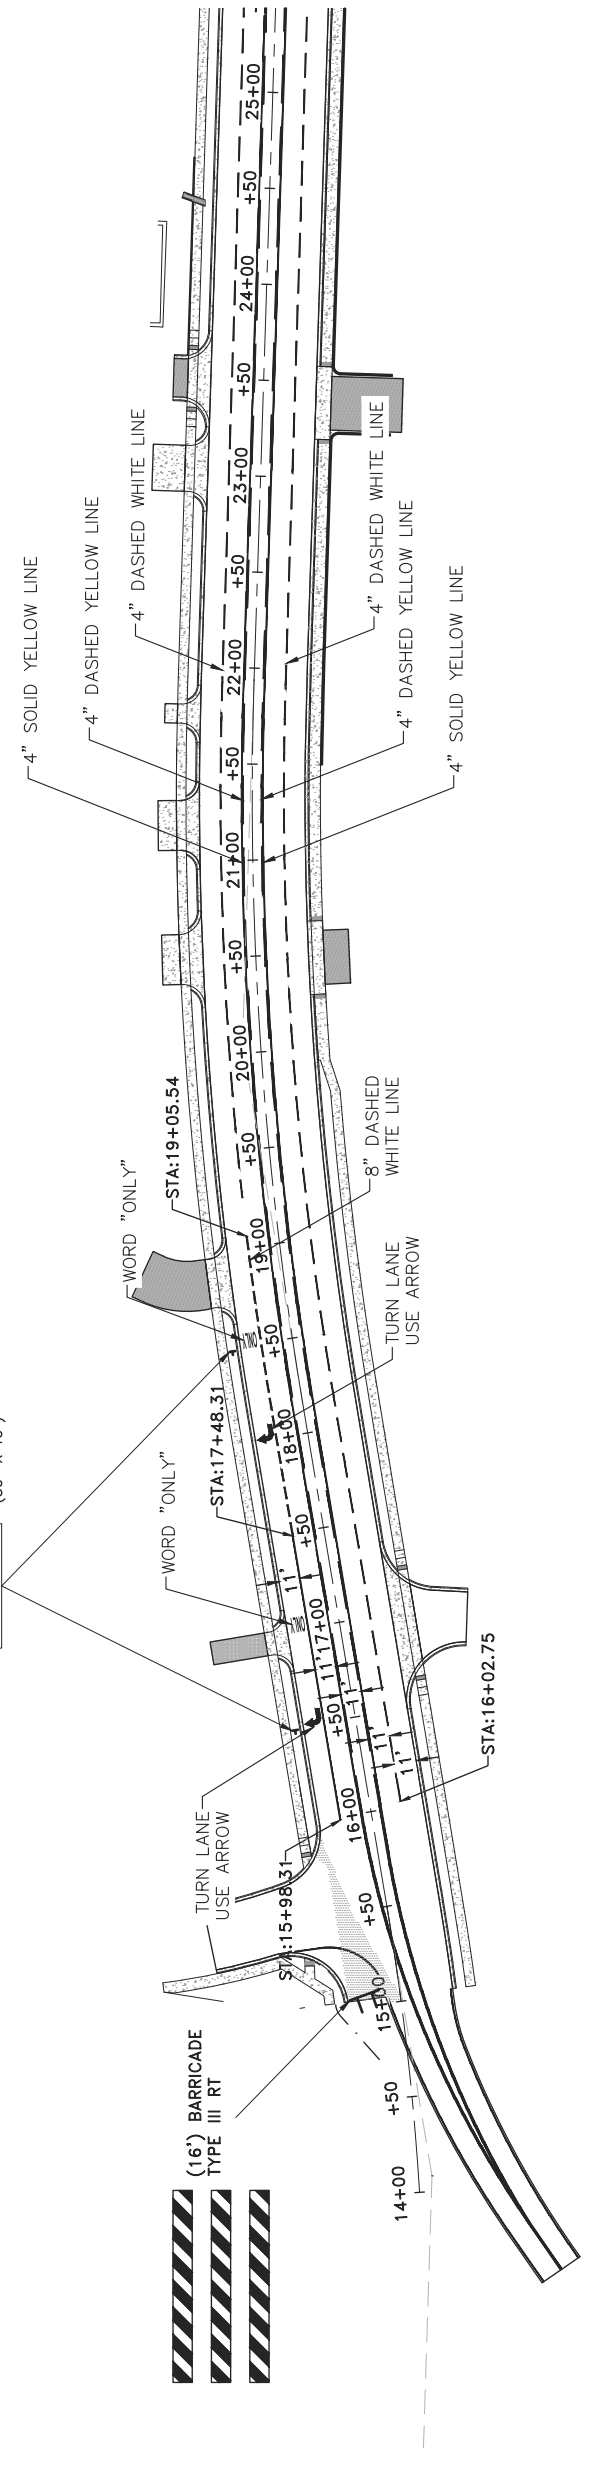 25+00
+50
24+00
+50
23+00
+50
22+00
+50
21+00
+50
20+00
+50
19+00
+50
18+00
+50
17+00
+50
16+00
+50
15+00
+50
14+00
4" SOLID YELLOW LINE
4" DASHED YELLOW LINE
4" DASHED WHITE LINE
4" DASHED WHITE LINE
4" DASHED YELLOW LINE
4" SOLID YELLOW LINE
STA:19+05.54
WORD "ONLY"
8" DASHED
WHITE LINE
ONLY
TURN LANE
USE ARROW
STA:17+48.31
WORD "ONLY"
ONLY
11'
11'
11'
11'
11'
STA:16+02.75
TURN LANE
USE ARROW
STA:15+98.31
(16') BARRICADE
TYPE III RT